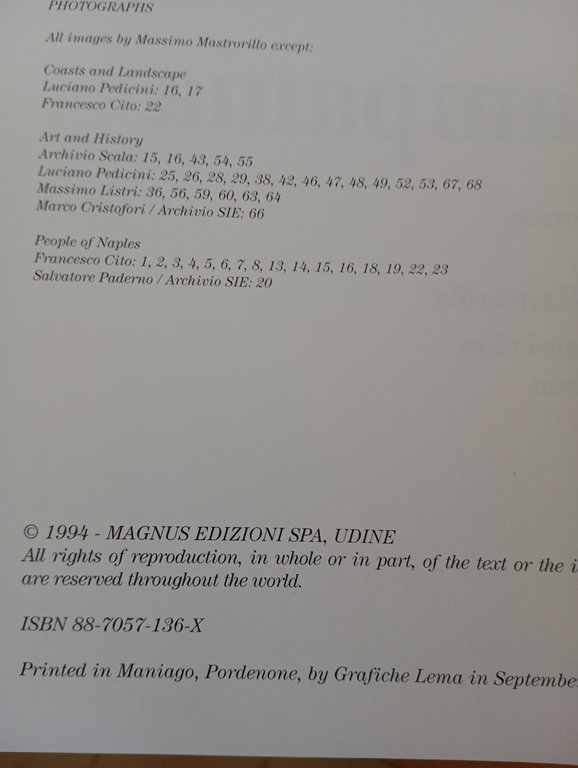 PHOTOGRAPHS
All images by Massimo Mastrorillo except:
Coasts and Landscape
Luciano Pedicini: 16, 17
Francesco Cito: 22
Art and History
Archivio Scala: 15, 16, 43, 54, 55
Luciano Pedicini: 25, 26, 28, 29, 38, 42, 46, 47, 48, 49, 52, 53, 67, 68
Massimo Listri: 36, 56, 59, 60, 63, 64
Marco Cristofori / Archivio SIE: 66
People of Naples
Francesco Cito: 1, 2, 3, 4, 5, 6, 7, 8, 13, 14, 15, 16, 18, 19, 22, 23
Salvatore Paderno / Archivio SIE: 20
© 1994 - MAGNUS EDIZIONI SPA, UDINE
All rights of reproduction, in whole or in part, of the text or the
are reserved throughout the world.
ISBN 88-7057-136-X
Printed in Maniago, Pordenone, by Grafiche Lema in September